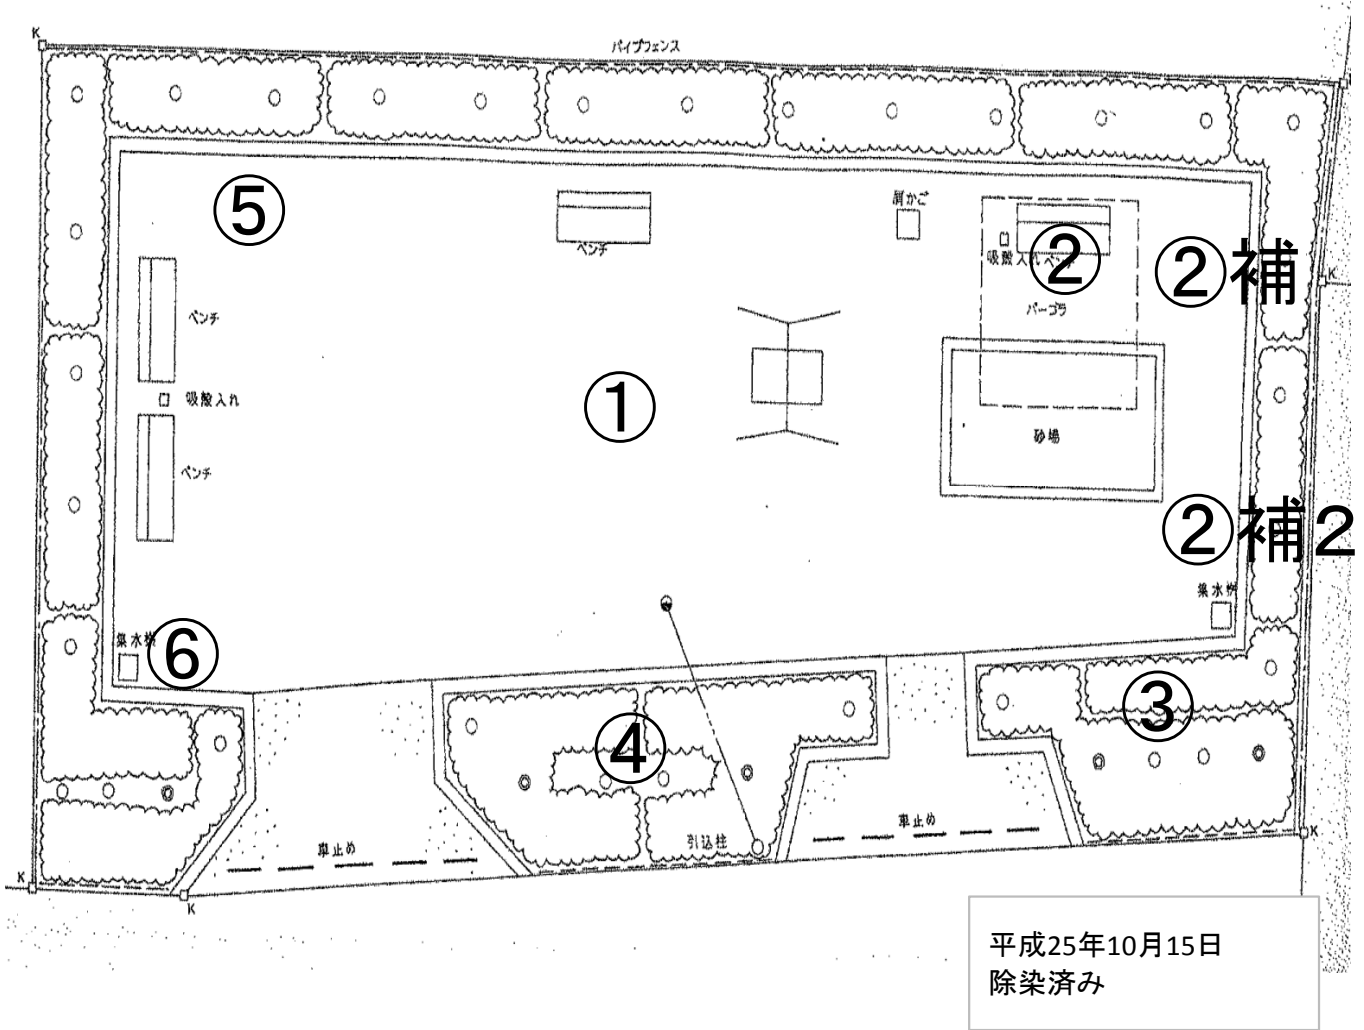 K
パイプフェンス
⑤
ベンチ
屑かご
吸殻入れ
ベンチ
②
②補
K
パーゴラ
ベンチ
①
吸殻入れ
砂場
ベンチ
②補2
集水桝
集水桝
⑥
③
④
車止め
引込柱
車止め
K
K
K
平成25年10月15日
除染済み